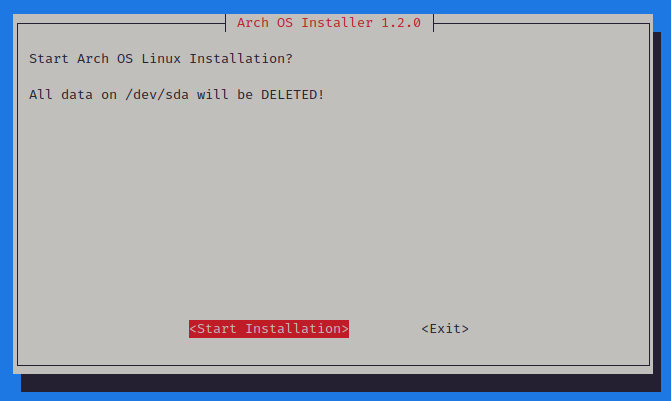 Arch OS Installer 1.2.0
Start Arch OS Linux Installation?
All data on /dev/sda will be DELETED!
<Start Installation> <Exit>